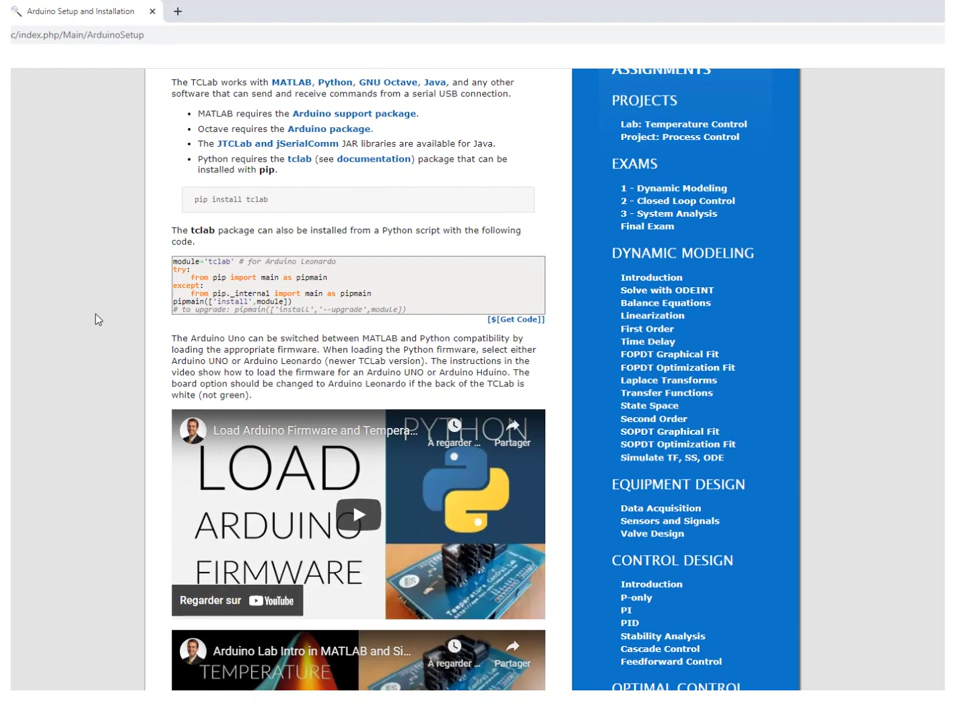 Arduino Setup and Installation
c/index.php/Main/ArduinoSetup
The TCLab works with MATLAB, Python, GNU Octave, Java, and any other
software that can send and receive commands from a serial USB connection.
MATLAB requires the Arduino support package.
Octave requires the Arduino package.
The JTCLab and jSerialComm JAR libraries are available for Java.
Python requires the tclab (see documentation) package that can be
installed with pip.
pip install tclab
The tclab package can also be installed from a Python script with the following
code.
module='tclab' # for Arduino Leonardo
try:
from pip import main as pipmain
except:
from pip._internal import main as pipmain
pipmain(['install',module])
# to upgrade: pipmain(['install','--upgrade',module])
[$[Get Code]]
The Arduino Uno can be switched between MATLAB and Python compatibility by
loading the appropriate firmware. When loading the Python firmware, select either
Arduino UNO or Arduino Leonardo (newer TCLab version). The instructions in the
video show how to load the firmware for an Arduino UNO or Arduino Hduino. The
board option should be changed to Arduino Leonardo if the back of the TCLab is
white (not green).
Load Arduino Firmware and Tempera...
PYTHON
A regarder ...
Partager
LOAD
ARDUINO
FIRMWARE
Temperature Control Lab
Regarder sur YouTube
Arduino Lab Intro in MATLAB and Si...
A regarder ...
Partager
TEMPERATURE
ASSIGNMENTS
PROJECTS
Lab: Temperature Control
Project: Process Control
EXAMS
1 - Dynamic Modeling
2 - Closed Loop Control
3 - System Analysis
Final Exam
DYNAMIC MODELING
Introduction
Solve with ODEINT
Balance Equations
Linearization
First Order
Time Delay
FOPDT Graphical Fit
FOPDT Optimization Fit
Laplace Transforms
Transfer Functions
State Space
Second Order
SOPDT Graphical Fit
SOPDT Optimization Fit
Simulate TF, SS, ODE
EQUIPMENT DESIGN
Data Acquisition
Sensors and Signals
Valve Design
CONTROL DESIGN
Introduction
P-only
PI
PID
Stability Analysis
Cascade Control
Feedforward Control
OPTIMAL CONTROL